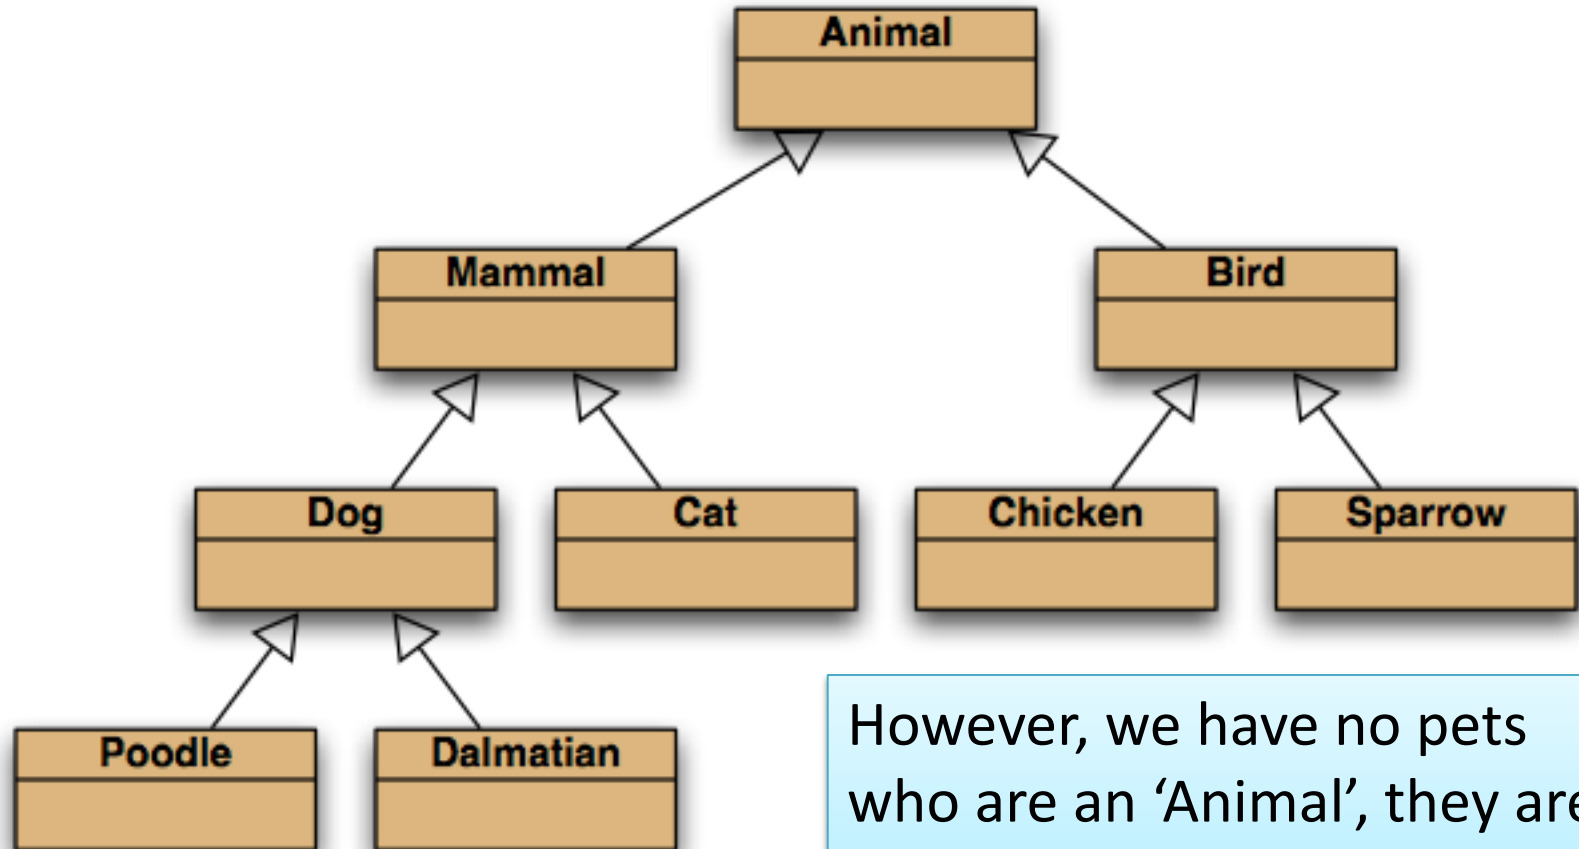 Animal
Mammal
Bird
Dog
Cat
Chicken
Sparrow
Poodle
Dalmatian
However, we have no pets
who are an ‘Animal’, they are